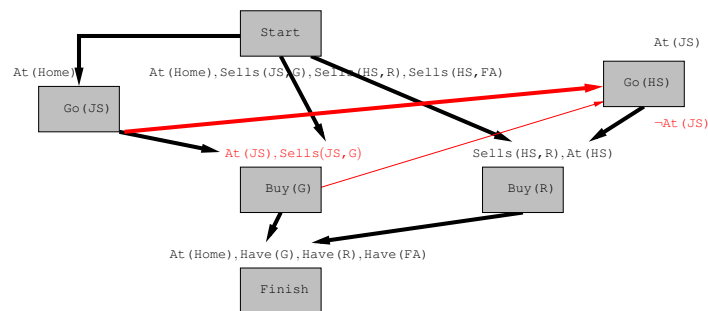 Start
At(JS)
At(Home)
At(Home).Sells(JS,G).Sells(HS,R).Sells(HS,FA)
Go(JS)
Go(HS)
¬At(JS)
At(JS).Sells(JS,G)
Sells(HS,R).At(HS)
Buy(G)
Buy(R)
At(Home).Have(G).Have(R).Have(FA)
Finish